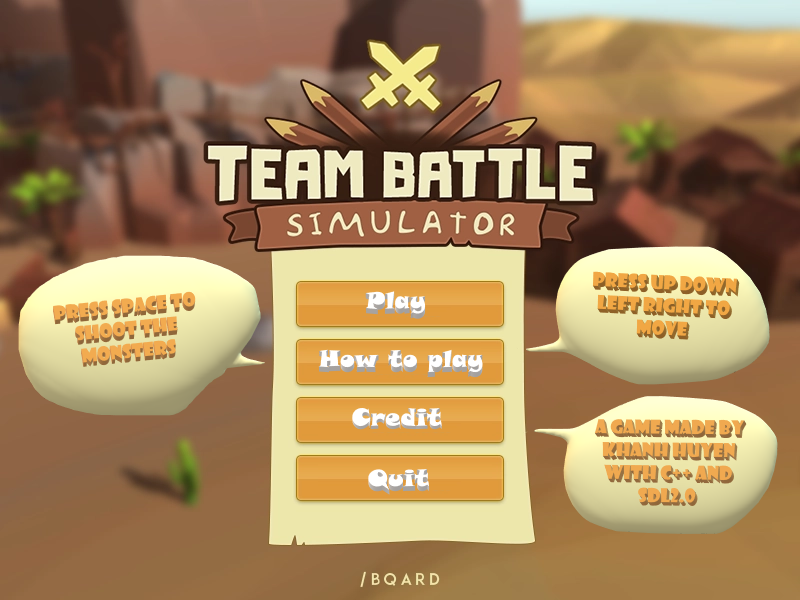 TEAM BATTLE
SIMULATOR
PRESS SPACE TO
SHOOT THE
MONSTERS
Play
How to play
Credit
Quit
PRESS UP DOWN
LEFT RIGHT TO
MOVE
A GAME MADE BY
KHANH HUYEN
WITH C++ AND
SDL2.0
/BQARD